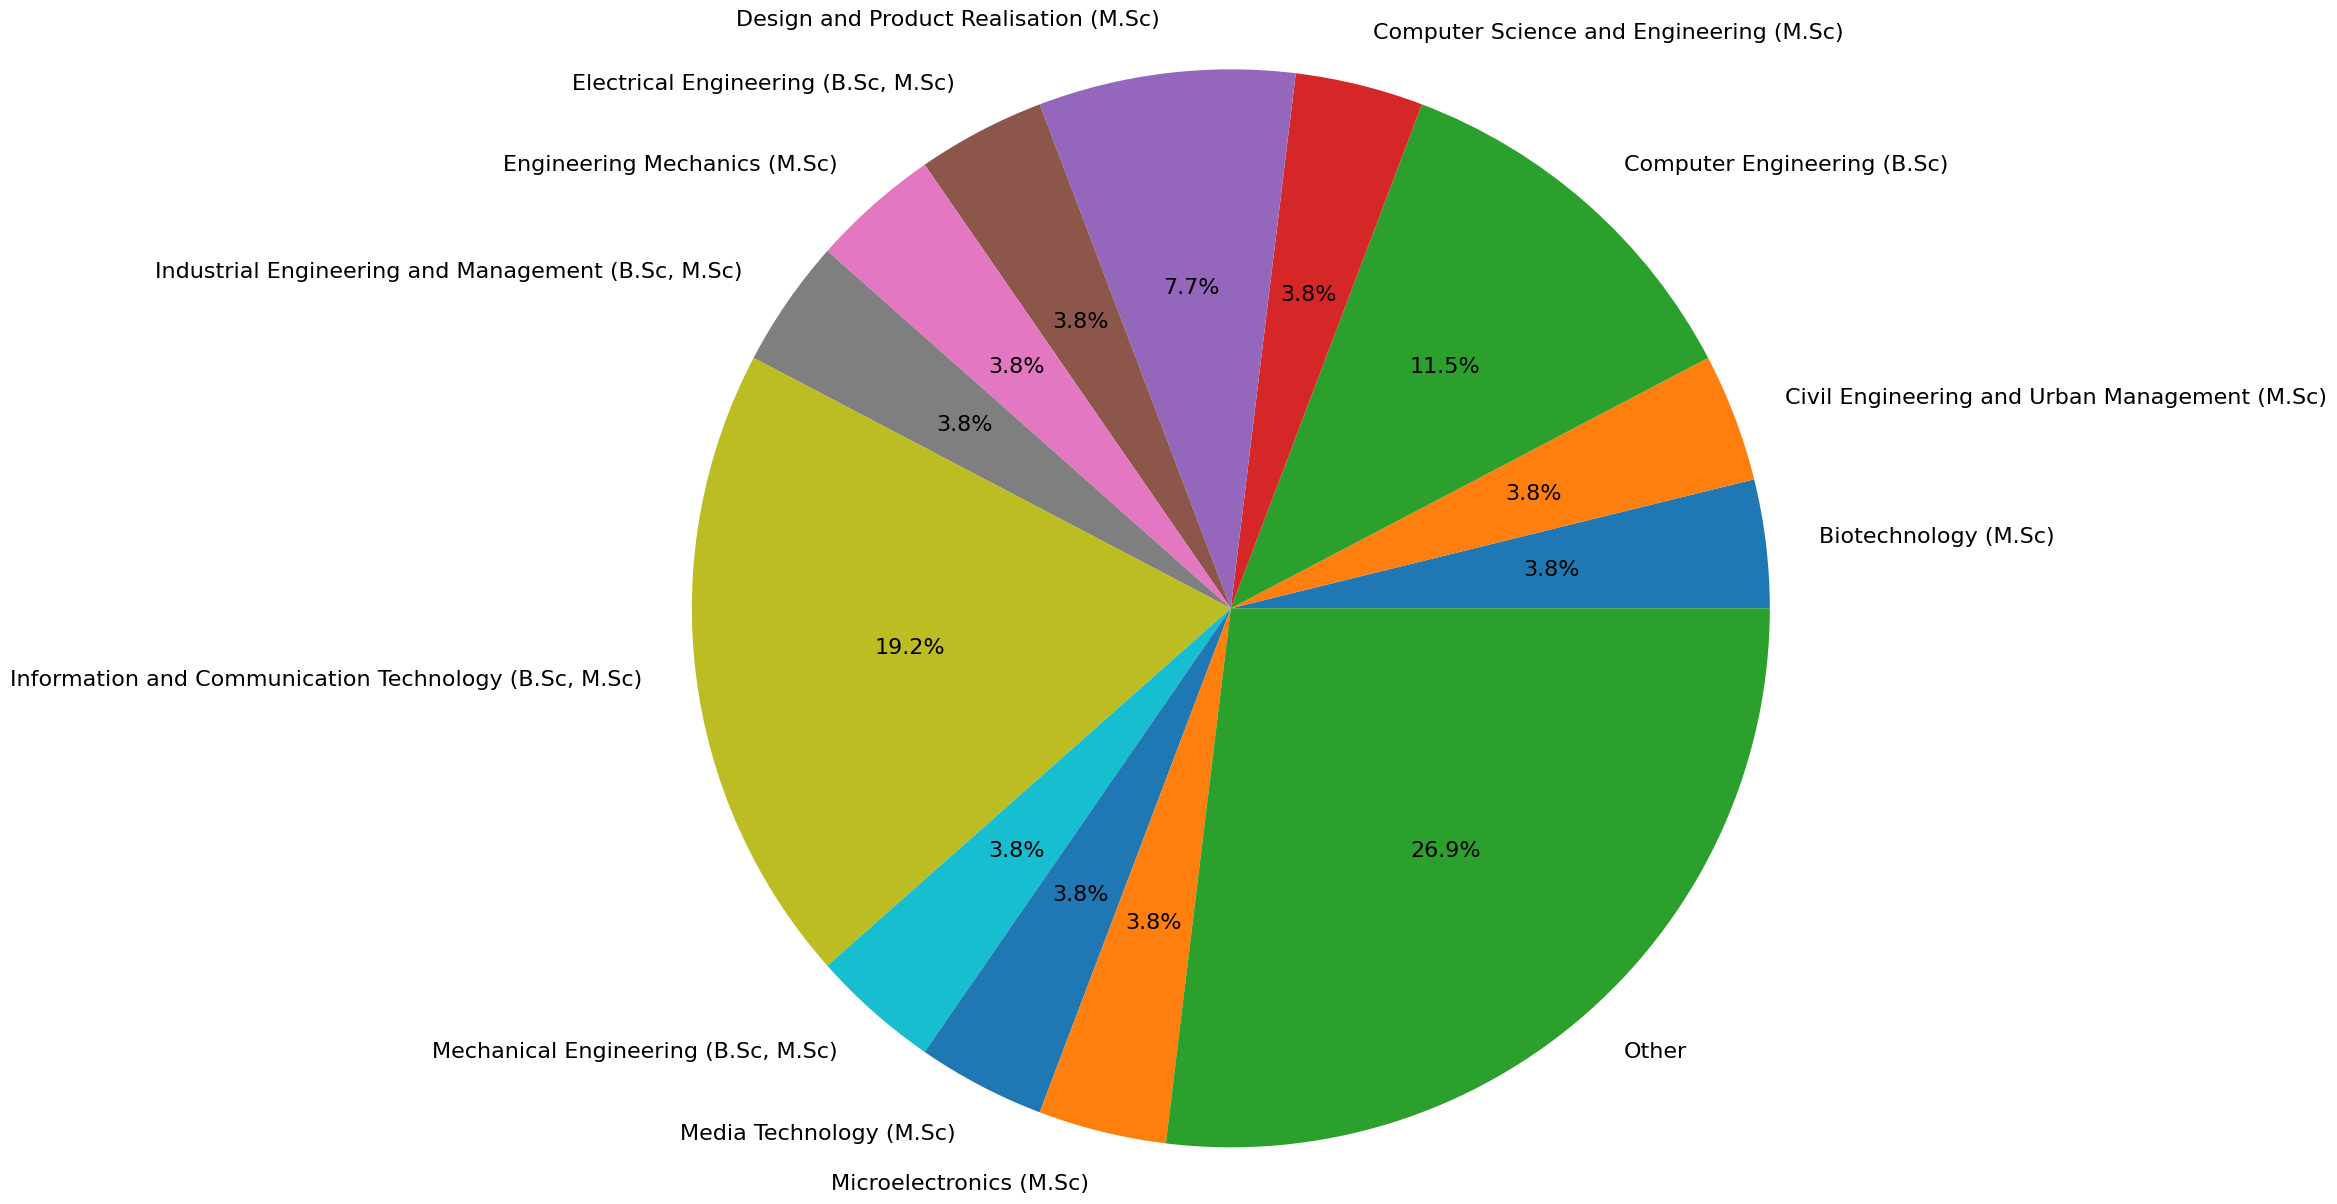 Design and Product Realisation (M.Sc)
Computer Science and Engineering (M.Sc)
Electrical Engineering (B.Sc, M.Sc)
Engineering Mechanics (M.Sc)
Computer Engineering (B.Sc)
Industrial Engineering and Management (B.Sc, M.Sc)
7.7%
3.8%
3.8%
3.8%
11.5%
Civil Engineering and Urban Management (M.Sc)
3.8%
3.8%
Biotechnology (M.Sc)
3.8%
19.2%
Information and Communication Technology (B.Sc, M.Sc)
3.8%
26.9%
3.8%
3.8%
Mechanical Engineering (B.Sc, M.Sc)
Other
Media Technology (M.Sc)
Microelectronics (M.Sc)